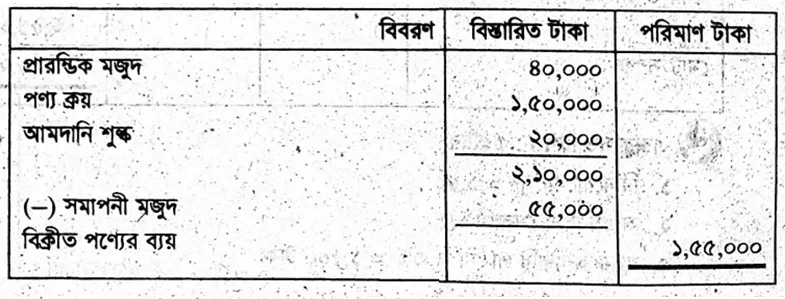 বিবরণ বিস্তারিত টাকা পরিমাণ টাকা
প্রারম্ভিক মজুদ ৪০,০০০
পণ্য ক্রয় ১,৫০,০০০
আমদানি শুল্ক ২০,০০০
২,১০,০০০
(−) সমাপনী মজুদ ৫৫,০০০
বিক্রীত পণ্যের ব্যয় ১,৫৫,০০০